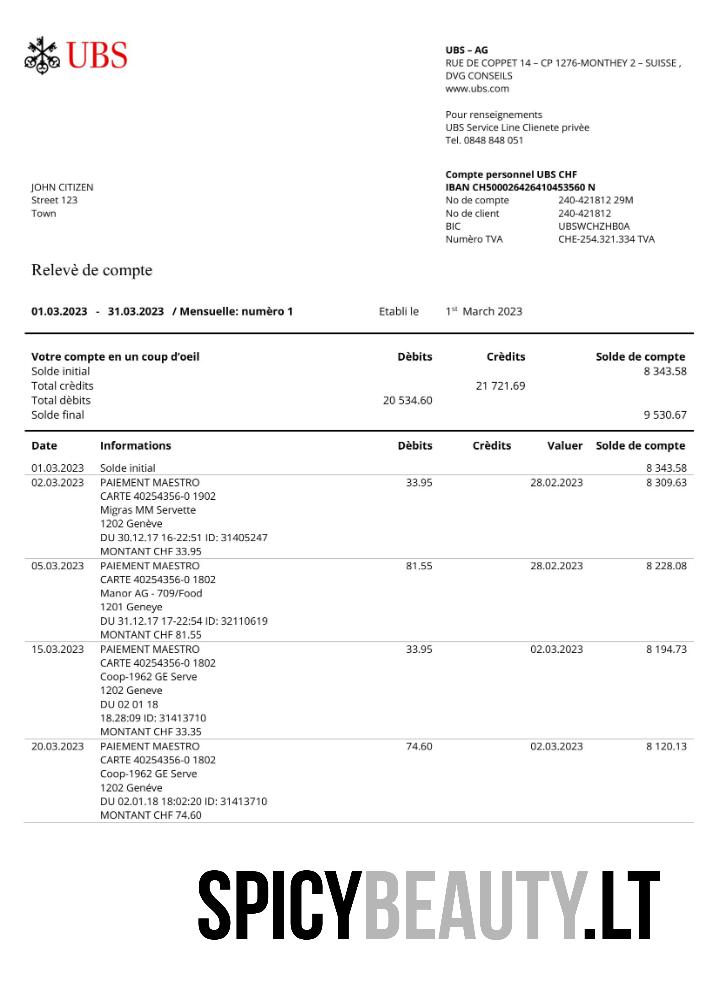 UBS
UBS – AG
RUE DE COPPET 14 – CP 1276-MONTHEY 2 – SUISSE ,
DVG CONSEILS
www.ubs.com
Pour renseignements
UBS Service Line Clienete privèe
Tel. 0848 848 051
JOHN CITIZEN
Street 123
Town
Compte personnel UBS CHF
IBAN CH500026426410453560 N
No de compte 240-421812 29M
No de client 240-421812
BIC UBSWCHZHB0A
Numèro TVA CHE-254.321.334 TVA
Relevè de compte
01.03.2023 - 31.03.2023 / Mensuelle: numèro 1 Etabli le 1st March 2023
Votre compte en un coup d’oeil Dèbits Crèdits Solde de compte
Solde initial 8 343.58
Total crèdits 21 721.69
Total dèbits 20 534.60
Solde final 9 530.67
Date Informations Dèbits Crèdits Valuer Solde de compte
01.03.2023 Solde initial 8 343.58
02.03.2023 PAIEMENT MAESTRO 33.95 28.02.2023 8 309.63
CARTE 40254356-0 1902
Migras MM Servette
1202 Genève
DU 30.12.17 16-22:51 ID: 31405247
MONTANT CHF 33.95
05.03.2023 PAIEMENT MAESTRO 81.55 28.02.2023 8 228.08
CARTE 40254356-0 1802
Manor AG - 709/Food
1201 Geneye
DU 31.12.17 17-22:54 ID: 32110619
MONTANT CHF 81.55
15.03.2023 PAIEMENT MAESTRO 33.95 02.03.2023 8 194.73
CARTE 40254356-0 1802
Coop-1962 GE Serve
1202 Geneve
DU 02 01 18
18.28:09 ID: 31413710
MONTANT CHF 33.35
20.03.2023 PAIEMENT MAESTRO 74.60 02.03.2023 8 120.13
CARTE 40254356-0 1802
Coop-1962 GE Serve
1202 Genéve
DU 02.01.18 18:02:20 ID: 31413710
MONTANT CHF 74.60
SPICYBEAUTY.LT